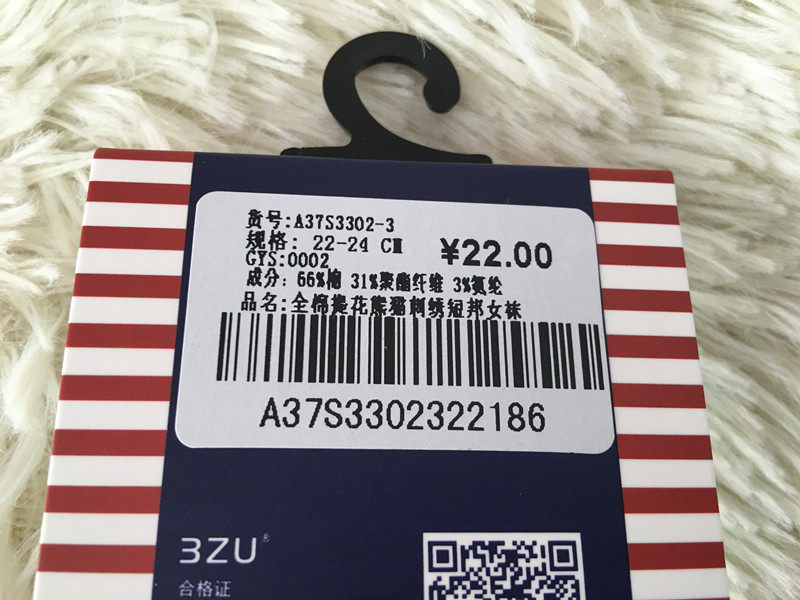 货号:A37S3302-3
规格: 22-24 CM
¥22.00
GYS:0002
成分: 66%棉 31%聚酯纤维 3%氨纶
品名:全棉提花熊猫刺绣短邦女袜
A37S3302322186
3ZU®
合格证